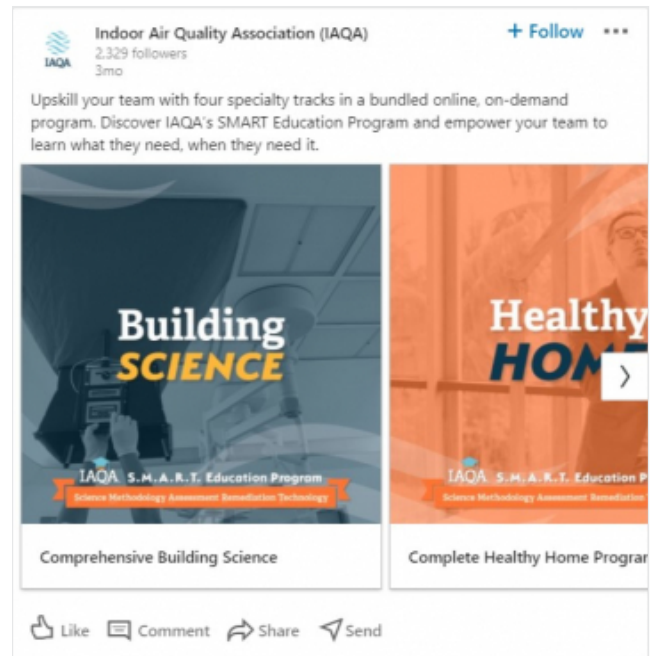 Indoor Air Quality Association (IAQA)
+ Follow
2,329 followers
3mo
IAQA
Upskill your team with four specialty tracks in a bundled online, on-demand
program. Discover IAQA's SMART Education Program and empower your team to
learn what they need, when they need it.
Building
SCIENCE
IAQA S.M.A.R.T. Education Program
Science Methodology Assessment Remediation Technology
Comprehensive Building Science
Healthy
HOM
IAQA S.M.A.R.T. Education P
Science Methodology Assessment Remediation
Complete Healthy Home Program
Like
Comment
Share
Send